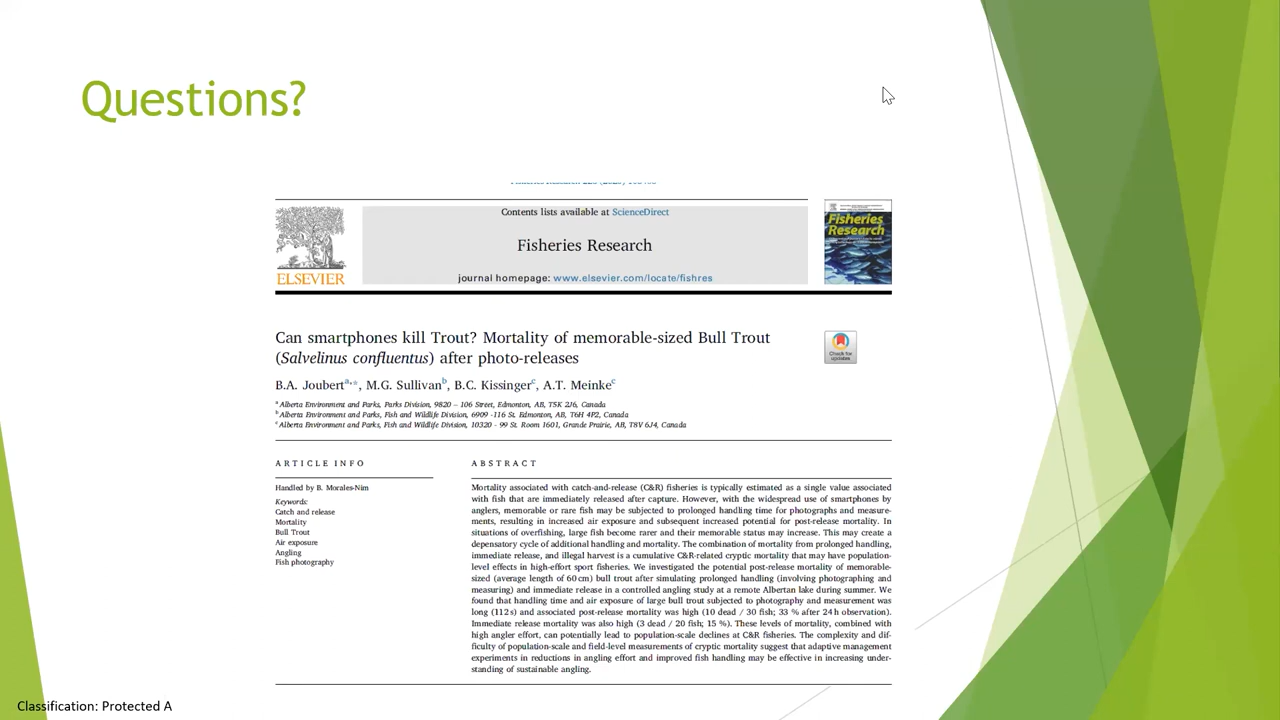 Questions?
Contents lists available at ScienceDirect
Fisheries Research
journal homepage: www.elsevier.com/locate/fishres
ELSEVIER
Fisheries
Research
Can smartphones kill Trout? Mortality of memorable-sized Bull Trout
(Salvelinus confluentus) after photo-releases
Check for
updates
B.A. Joubert^a,*, M.G. Sullivan^b, B.C. Kissinger^c, A.T. Meinke^c
^a Alberta Environment and Parks, Parks Division, 9820 – 106 Street, Edmonton, AB, T5K 2J6, Canada
^b Alberta Environment and Parks, Fish and Wildlife Division, 6909 -116 St. Edmonton, AB, T6H 4P2, Canada
^c Alberta Environment and Parks, Fish and Wildlife Division, 10320 - 99 St. Room 1601, Grande Prairie, AB, T8V 6J4, Canada
ARTICLE INFO
Handled by B. Morales-Nim
Keywords:
Catch and release
Mortality
Bull Trout
Air exposure
Angling
Fish photography
ABSTRACT
Mortality associated with catch-and-release (C&R) fisheries is typically estimated as a single value associated
with fish that are immediately released after capture. However, with the widespread use of smartphones by
anglers, memorable or rare fish may be subjected to prolonged handling time for photographs and measure-
ments, resulting in increased air exposure and subsequent increased potential for post-release mortality. In
situations of overfishing, large fish become rarer and their memorable status may increase. This may create a
depensatory cycle of additional handling and mortality. The combination of mortality from prolonged handling,
immediate release, and illegal harvest is a cumulative C&R-related cryptic mortality that may have population-
level effects in high-effort sport fisheries. We investigated the potential post-release mortality of memorable-
sized (average length of 60 cm) bull trout after simulating prolonged handling (involving photographing and
measuring) and immediate release in a controlled angling study at a remote Albertan lake during summer. We
found that handling time and air exposure of large bull trout subjected to photography and measurement was
long (112 s) and associated post-release mortality was high (10 dead / 30 fish; 33 % after 24 h observation).
Immediate release mortality was also high (3 dead / 20 fish; 15 %). These levels of mortality, combined with
high angler effort, can potentially lead to population-scale declines at C&R fisheries. The complexity and dif-
ficulty of population-scale and field-level measurements of cryptic mortality suggest that adaptive management
experiments in reductions in angling effort and improved fish handling may be effective in increasing under-
standing of sustainable angling.
Classification: Protected A